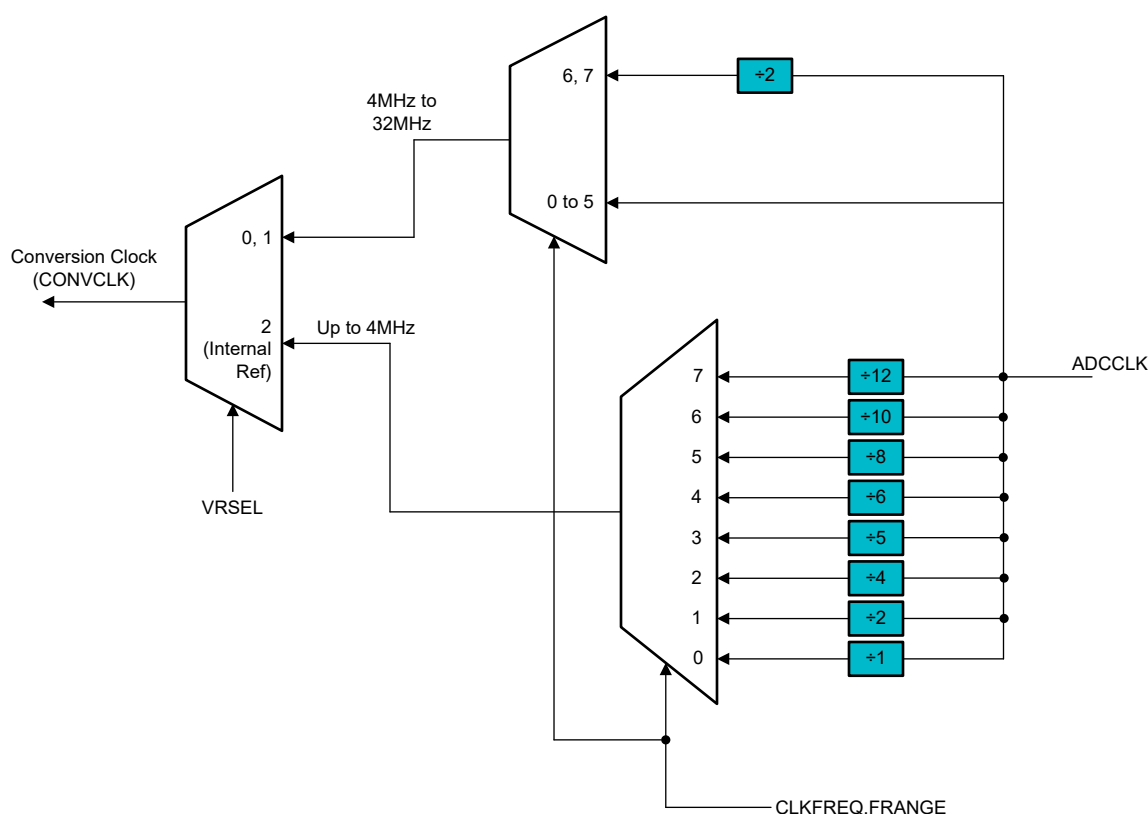 6, 7
÷2
4MHz to
32MHz
0 to 5
0, 1
Conversion Clock
(CONVCLK)
2
(Internal
Ref)
Up to 4MHz
VRSEL
ADCCLK
7
÷12
6
÷10
5
÷8
4
÷6
3
÷5
2
÷4
1
÷2
0
÷1
CLKFREQ.FRANGE